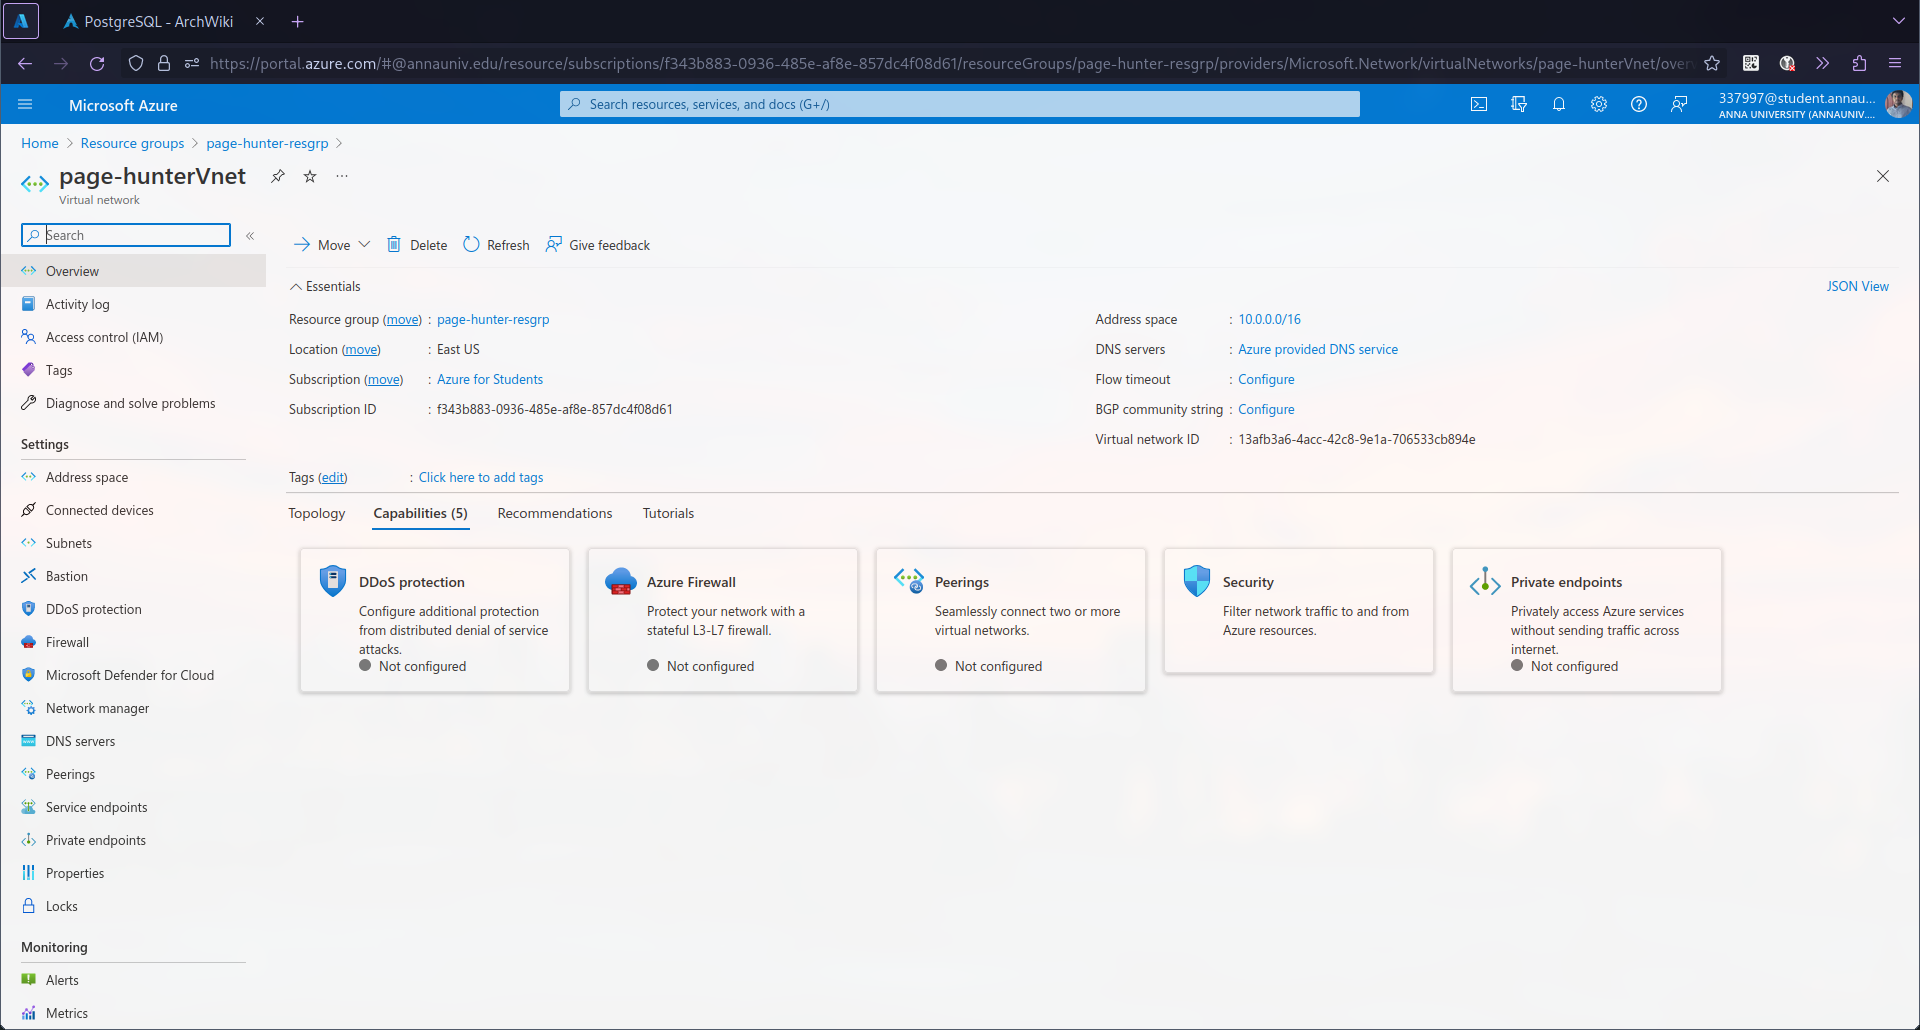 PostgreSQL - ArchWiki
https://portal.azure.com/#@annauniv.edu/resource/subscriptions/f343b883-0936-485e-af8e-857dc4f08d61/resourceGroups/page-hunter-resgrp/providers/Microsoft.Network/virtualNetworks/page-hunterVnet/over
Microsoft Azure
Search resources, services, and docs (G+/)
337997@student.annau...
ANNA UNIVERSITY (ANNAUNIV....
Home > Resource groups > page-hunter-resgrp >
page-hunterVnet
Virtual network
Search
Overview
Activity log
Access control (IAM)
Tags
Diagnose and solve problems
Settings
Address space
Connected devices
Subnets
Bastion
DDoS protection
Firewall
Microsoft Defender for Cloud
Network manager
DNS servers
Peerings
Service endpoints
Private endpoints
Properties
Locks
Monitoring
Alerts
Metrics
Move
Delete
Refresh
Give feedback
Essentials
JSON View
Resource group (move) : page-hunter-resgrp
Location (move) : East US
Subscription (move) : Azure for Students
Subscription ID : f343b883-0936-485e-af8e-857dc4f08d61
Address space : 10.0.0.0/16
DNS servers : Azure provided DNS service
Flow timeout : Configure
BGP community string : Configure
Virtual network ID : 13afb3a6-4acc-42c8-9e1a-706533cb894e
Tags (edit) : Click here to add tags
Topology
Capabilities (5)
Recommendations
Tutorials
DDoS protection
Configure additional protection
from distributed denial of service
attacks.
Not configured
Azure Firewall
Protect your network with a
stateful L3-L7 firewall.
Not configured
Peerings
Seamlessly connect two or more
virtual networks.
Not configured
Security
Filter network traffic to and from
Azure resources.
Private endpoints
Privately access Azure services
without sending traffic across
internet.
Not configured